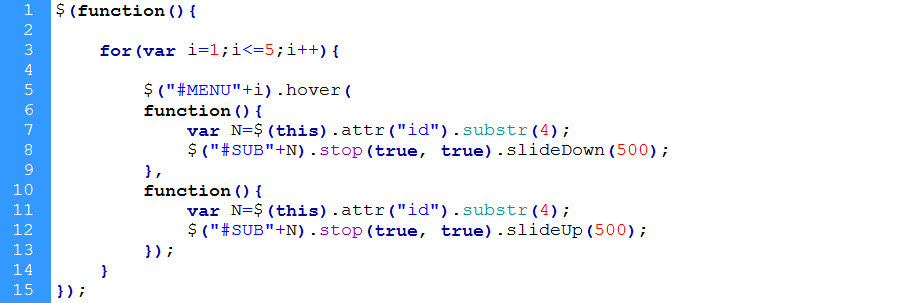 1 $(function(){
2
3     for(var i=1;i<=5;i++){
4
5         $("#MENU"+i).hover(
6         function(){
7             var N=$(this).attr("id").substr(4);
8             $("#SUB"+N).stop(true, true).slideDown(500);
9         },
10         function(){
11             var N=$(this).attr("id").substr(4);
12             $("#SUB"+N).stop(true, true).slideUp(500);
13         });
14     }
15 });